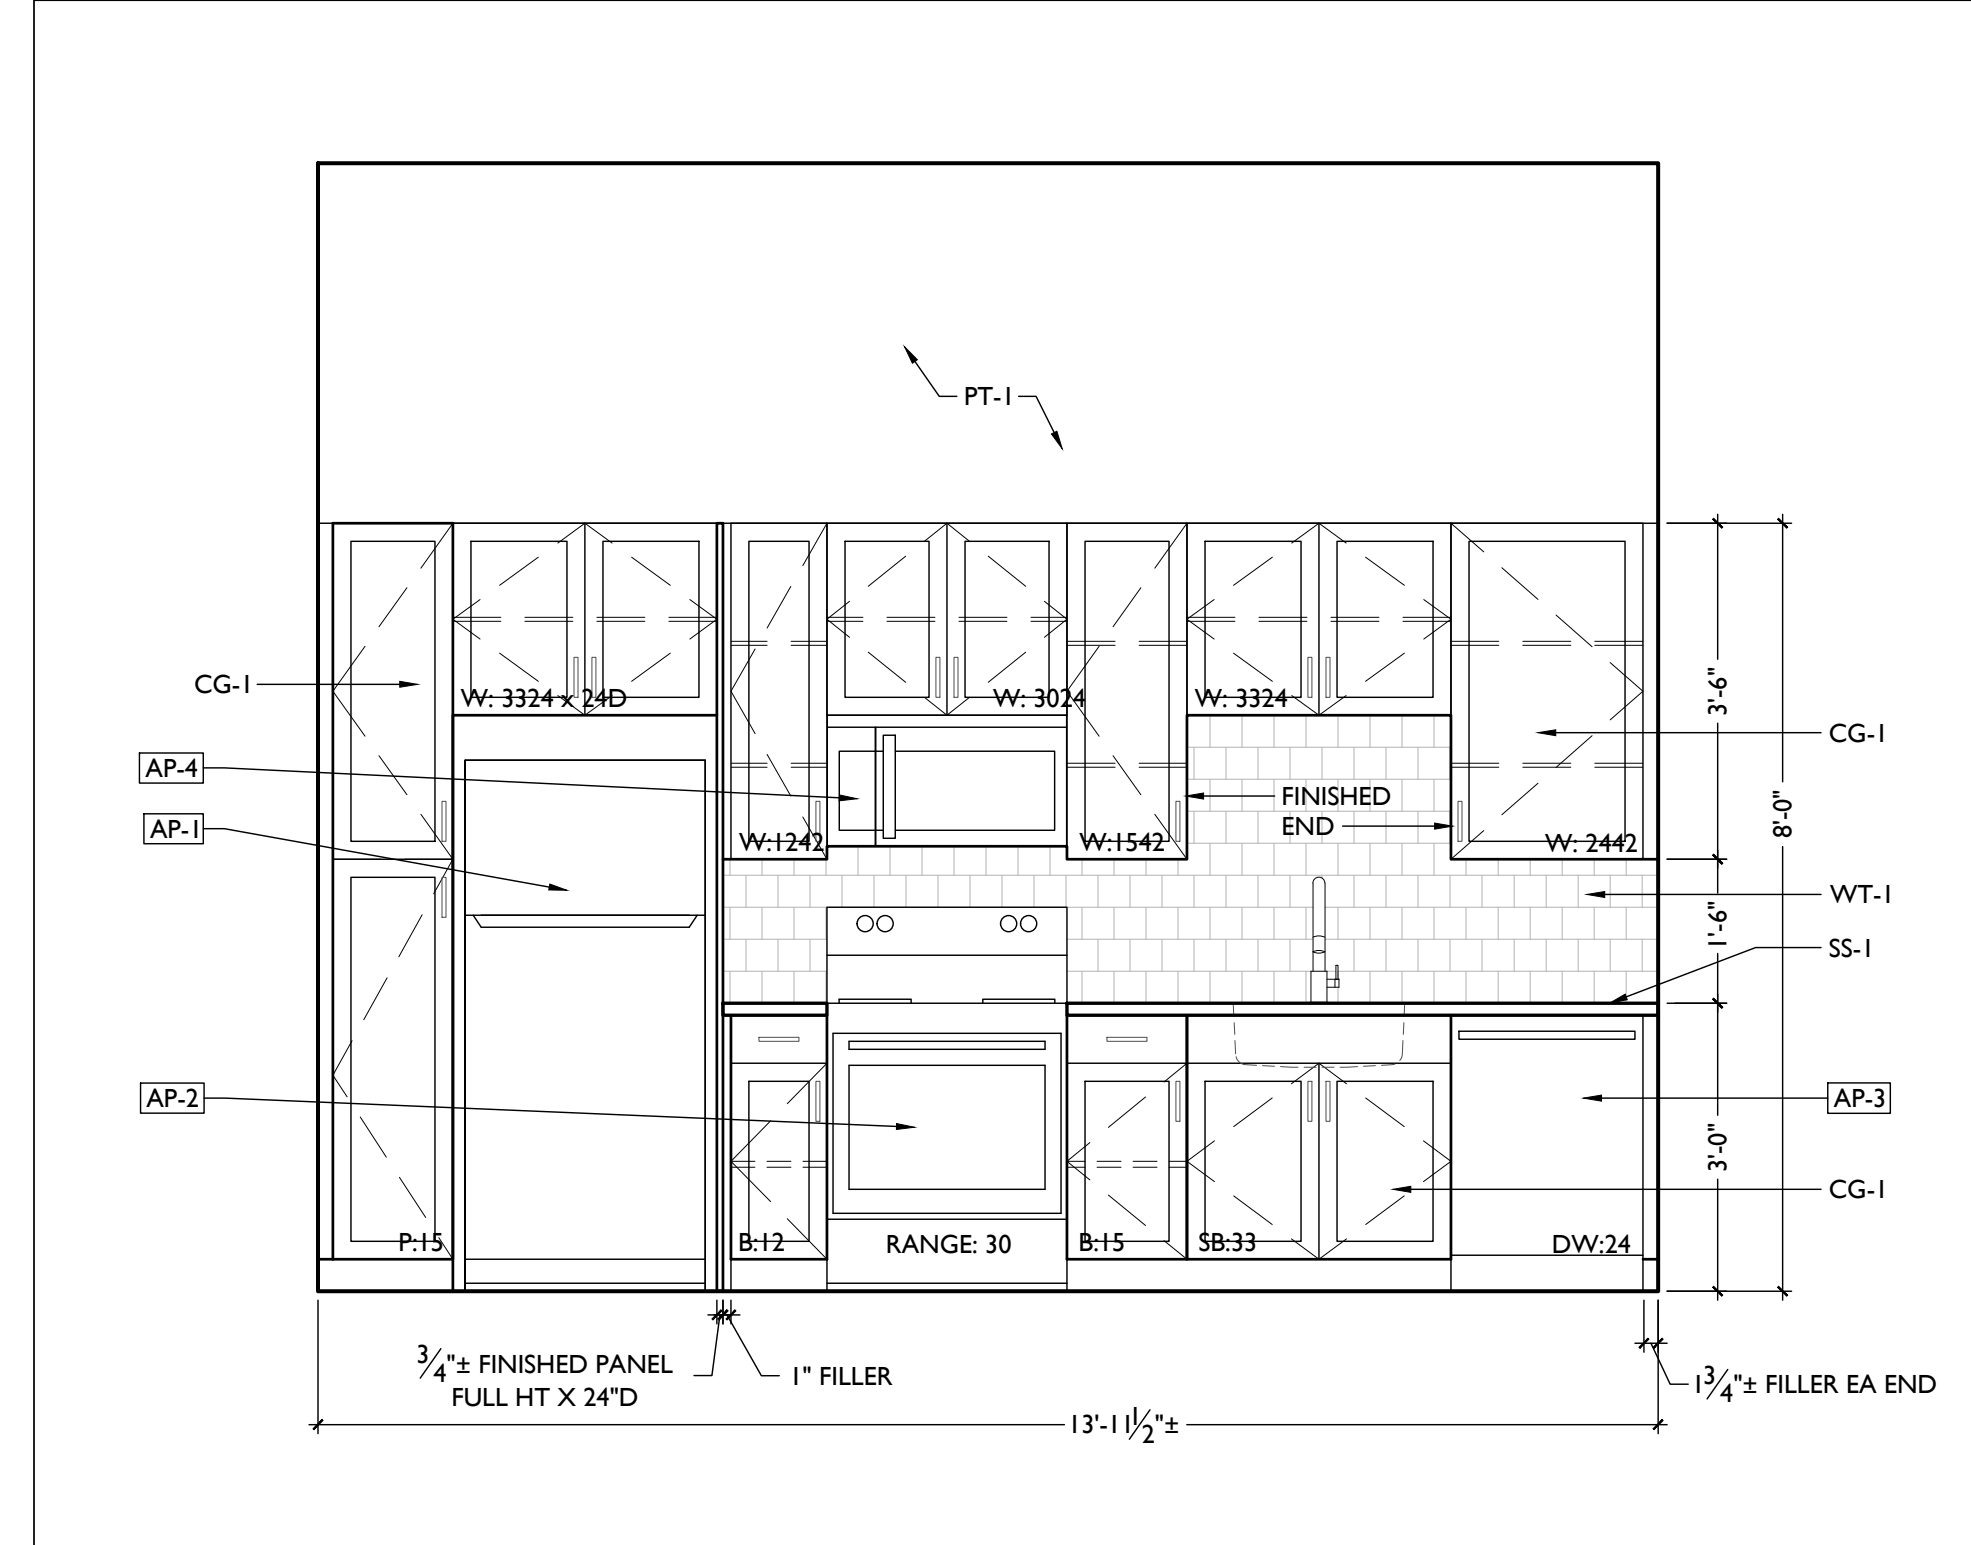 PT-1
3'-6"
8'-0"
CG-1
W: 3324 x 24D
W: 3024
W: 3324
CG-1
AP-4
FINISHED
END
AP-1
W:1242
W:1542
W: 2442
WT-1
1'-6"
SS-1
AP-2
AP-3
3'-0"
CG-1
P:15
B:12
RANGE: 30
B:15
SB:33
DW:24
3/4"± FINISHED PANEL
FULL HT X 24"D
1" FILLER
1 3/4"± FILLER EA END
13'-11 1/2"±